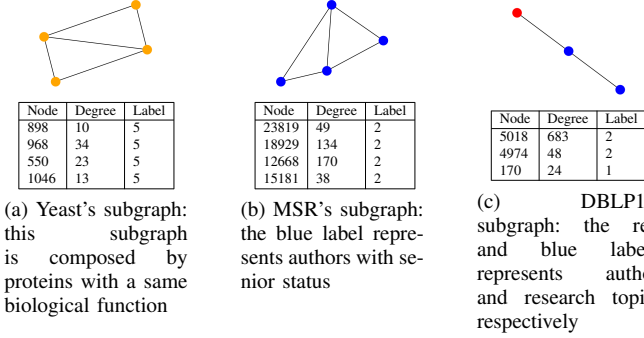 Node Degree Label
898 10 5
968 34 5
550 23 5
1046 13 5
(a) Yeast's subgraph:
this subgraph
is composed by
proteins with a same
biological function
Node Degree Label
23819 49 2
18929 134 2
12668 170 2
15181 38 2
(b) MSR's subgraph:
the blue label repre-
sents authors with se-
nior status
Node Degree Label
5018 683 2
4974 48 2
170 24 1
(c)
subgraph: the
and blue
represents
and research
respectively